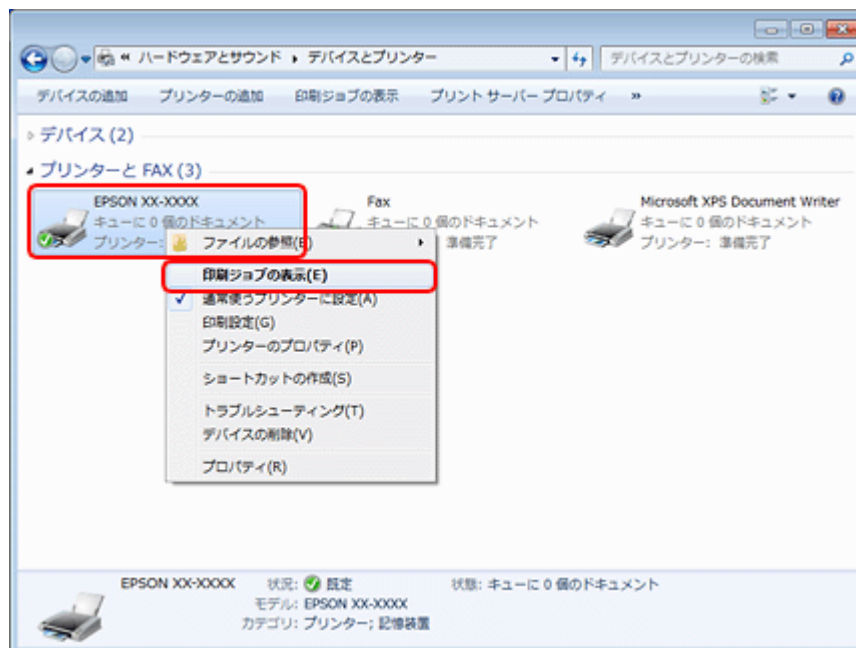 ハードウェアとサウンド デバイスとプリンター デバイスとプリンターの検索
デバイスの追加 プリンターの追加 印刷ジョブの表示 プリント サーバー プロパティ »
デバイス (2)
プリンターと FAX (3)
EPSON XX-XXXX
キューに 0 個のドキュメント
プリンター:
Fax
キューに 0 個のドキュメント
準備完了
Microsoft XPS Document Writer
キューに 0 個のドキュメント
プリンター: 準備完了
ファイルの参照(E)
印刷ジョブの表示(E)
通常使うプリンターに設定(A)
印刷設定(G)
プリンターのプロパティ(P)
ショートカットの作成(S)
トラブルシューティング(T)
デバイスの削除(V)
プロパティ(R)
EPSON XX-XXXX 状況: 既定 状態: キューに 0 個のドキュメント
モデル: EPSON XX-XXXX
カテゴリ: プリンター; 記憶装置